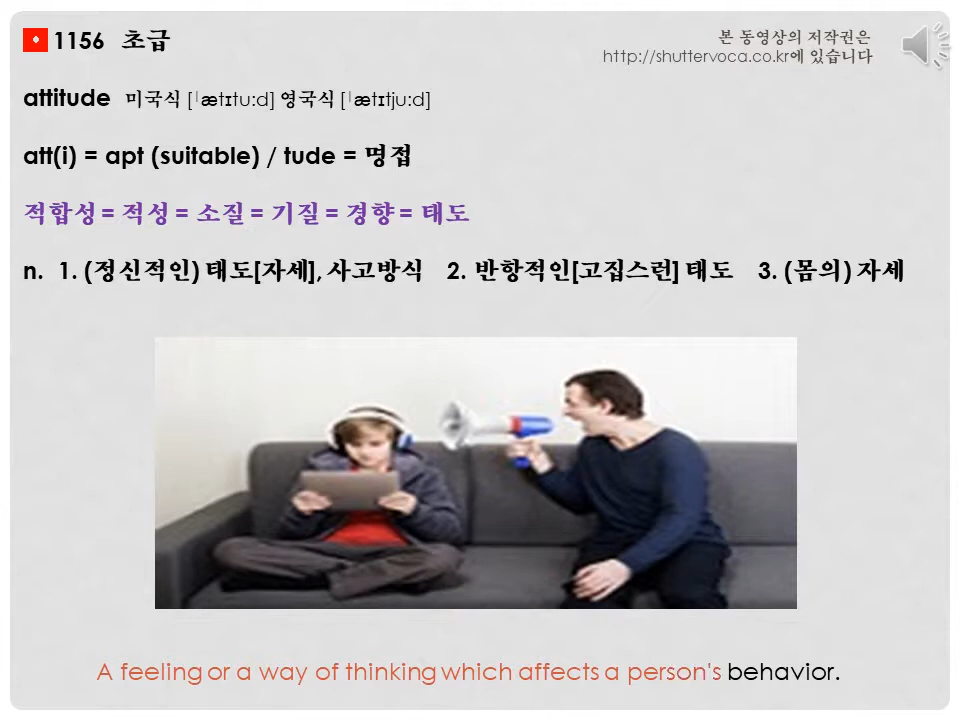 1156 초급
본 동영상의 저작권은
http://shuttervoca.co.kr에 있습니다
attitude 미국식 [|ætɪtu:d] 영국식 [|ætɪtju:d]
att(i) = apt (suitable) / tude = 명접
적합성 = 적성 = 소질 = 기질 = 경향 = 태도
n. 1. (정신적인) 태도[자세], 사고방식 2. 반항적인[고집스런] 태도 3. (몸의) 자세
A feeling or a way of thinking which affects a person's behavior.